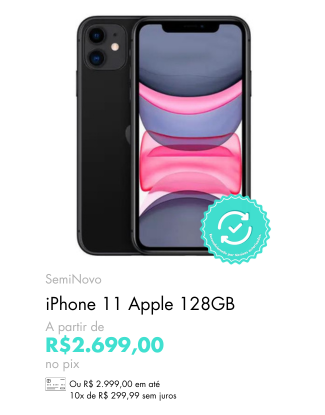 SemiNovo
iPhone 11 Apple 128GB
A partir de
R$2.699,00
no pix
Ou R$ 2.999,00 em até
10x de R$ 299,99 sem juros